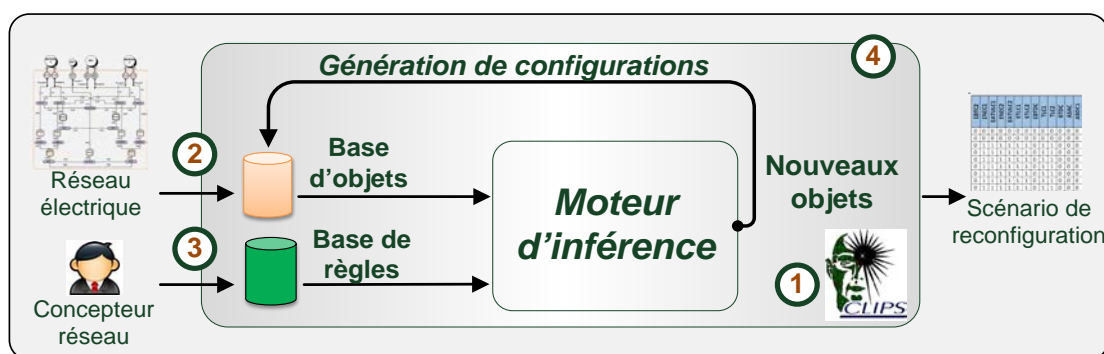 Génération de configurations
4
2
Réseau
électrique
Base
d’objets
Moteur
d’inférence
Nouveaux
objets
Scénario de
reconfiguration
3
Concepteur
réseau
Base de
règles
1
CLIPS